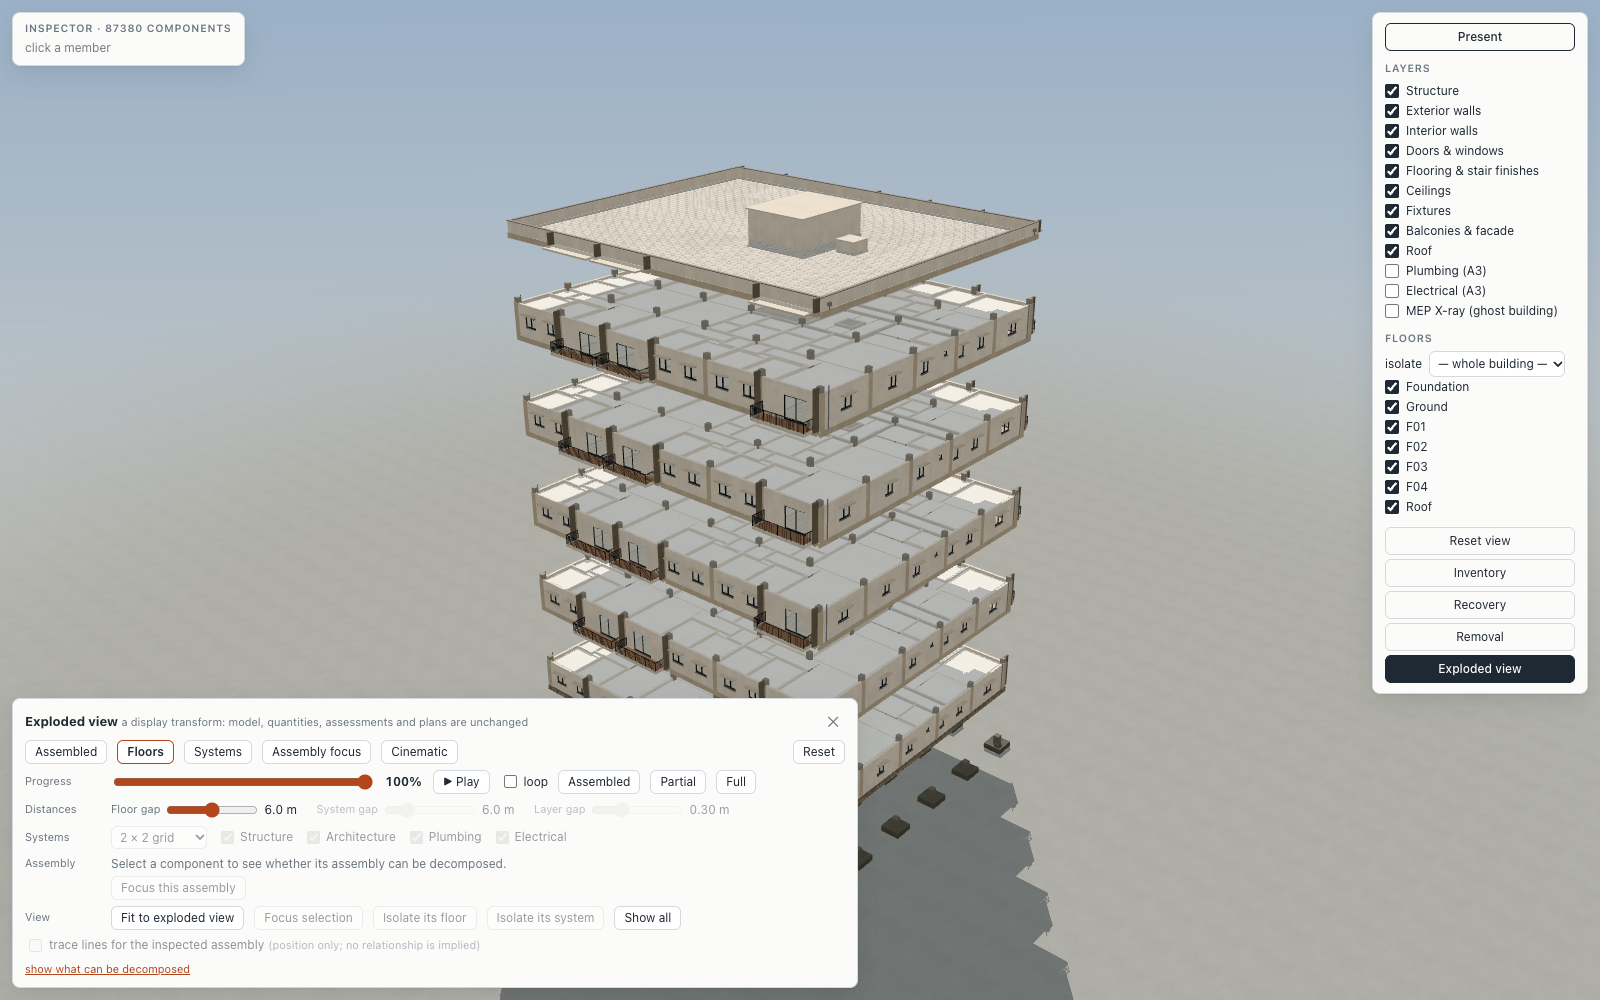 INSPECTOR · 87380 COMPONENTS
click a member
Present
LAYERS
Structure
Exterior walls
Interior walls
Doors & windows
Flooring & stair finishes
Ceilings
Fixtures
Balconies & facade
Roof
Plumbing (A3)
Electrical (A3)
MEP X-ray (ghost building)
FLOORS
isolate — whole building —
Foundation
Ground
F01
F02
F03
F04
Roof
Reset view
Inventory
Recovery
Removal
Exploded view
Exploded view a display transform: model, quantities, assessments and plans are unchanged
Assembled Floors Systems Assembly focus Cinematic Reset
Progress 100% Play loop Assembled Partial Full
Distances Floor gap 6.0 m System gap 6.0 m Layer gap 0.30 m
Systems 2 × 2 grid Structure Architecture Plumbing Electrical
Assembly Select a component to see whether its assembly can be decomposed.
Focus this assembly
View Fit to exploded view Focus selection Isolate its floor Isolate its system Show all
trace lines for the inspected assembly (position only; no relationship is implied)
show what can be decomposed